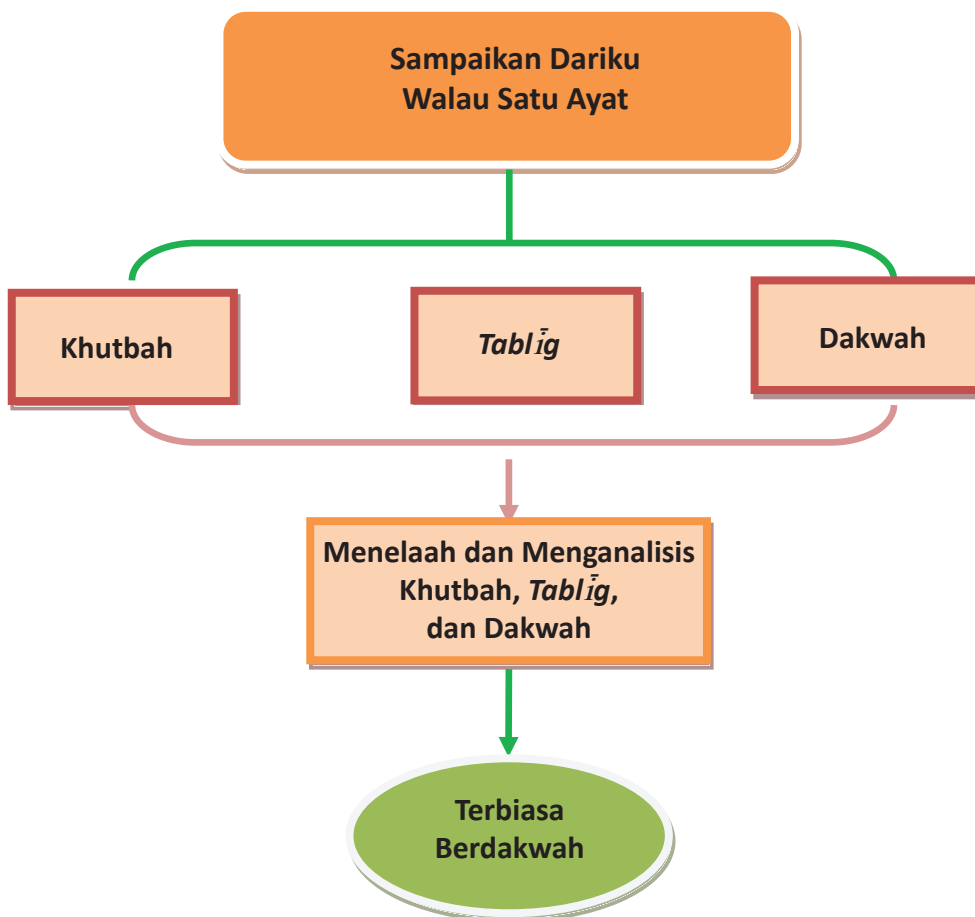 Sampaikan Dariku
Walau Satu Ayat
Khutbah
Tablīg
Dakwah
Menelaah dan Menganalisis
Khutbah, Tablīg,
dan Dakwah
Terbiasa
Berdakwah